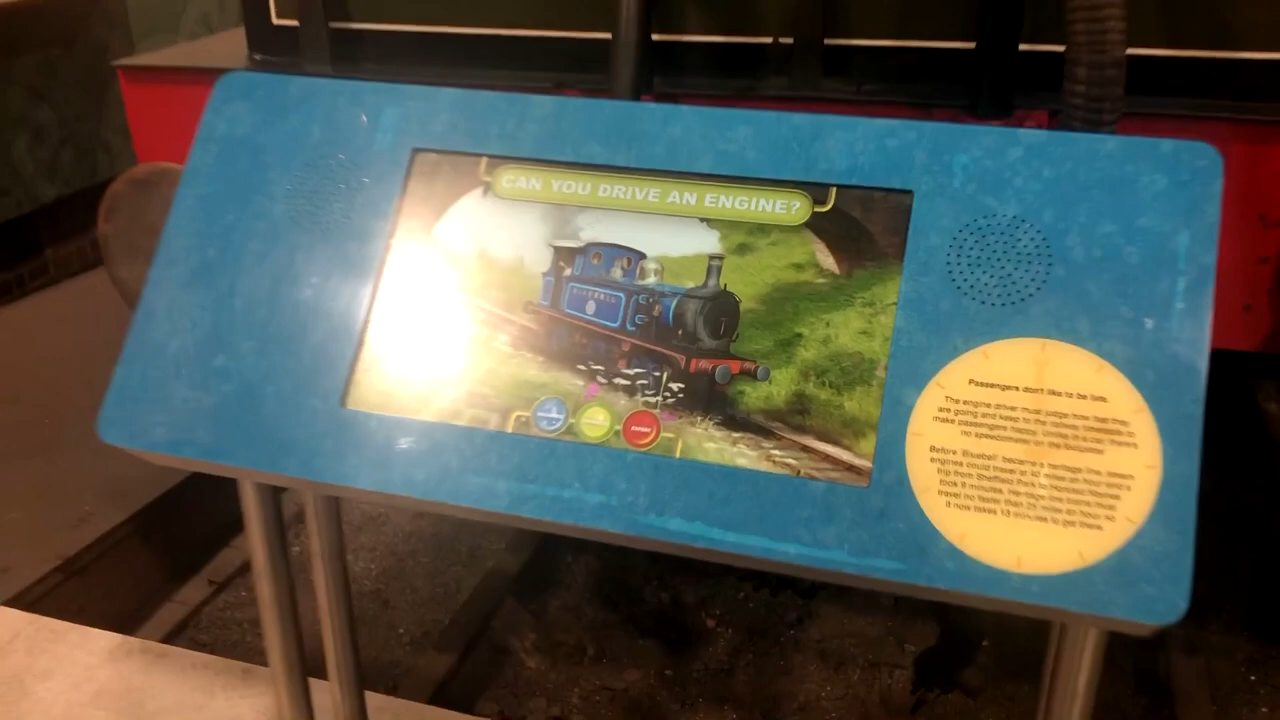 CAN YOU DRIVE AN ENGINE?
BLUEBELL
EXPERT
Passengers don't like to be late.
The engine driver must judge how fast they
are going and keep to the railway timetable to
make passengers happy. Unlike in a car there's
no speedometer on the footplate!
Before 'Bluebell' became a heritage line, steam
engines could travel at 40 miles an hour and a
trip from Sheffield Park to Horsted Keynes
took 8 minutes. Heritage line trains must
travel no faster than 25 miles an hour so
it now takes 13 minutes to get there.